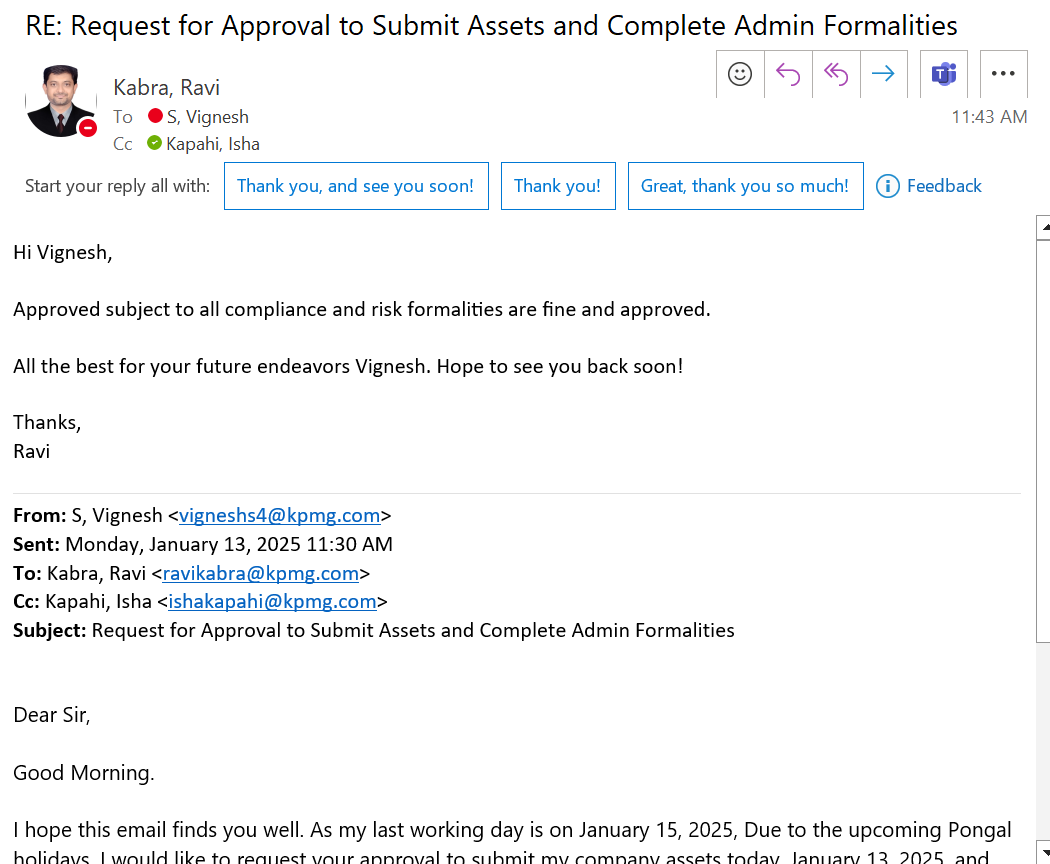 RE: Request for Approval to Submit Assets and Complete Admin Formalities
Kabra, Ravi
To S, Vignesh
Cc Kapahi, Isha
11:43 AM
Start your reply all with: Thank you, and see you soon! Thank you! Great, thank you so much! Feedback
Hi Vignesh,
Approved subject to all compliance and risk formalities are fine and approved.
All the best for your future endeavors Vignesh. Hope to see you back soon!
Thanks,
Ravi
From: S, Vignesh <vigneshs4@kpmg.com>
Sent: Monday, January 13, 2025 11:30 AM
To: Kabra, Ravi <ravikabra@kpmg.com>
Cc: Kapahi, Isha <ishakapahi@kpmg.com>
Subject: Request for Approval to Submit Assets and Complete Admin Formalities
Dear Sir,
Good Morning.
I hope this email finds you well. As my last working day is on January 15, 2025, Due to the upcoming Pongal
holidays, I would like to request your approval to submit my company assets today, January 13, 2025, and